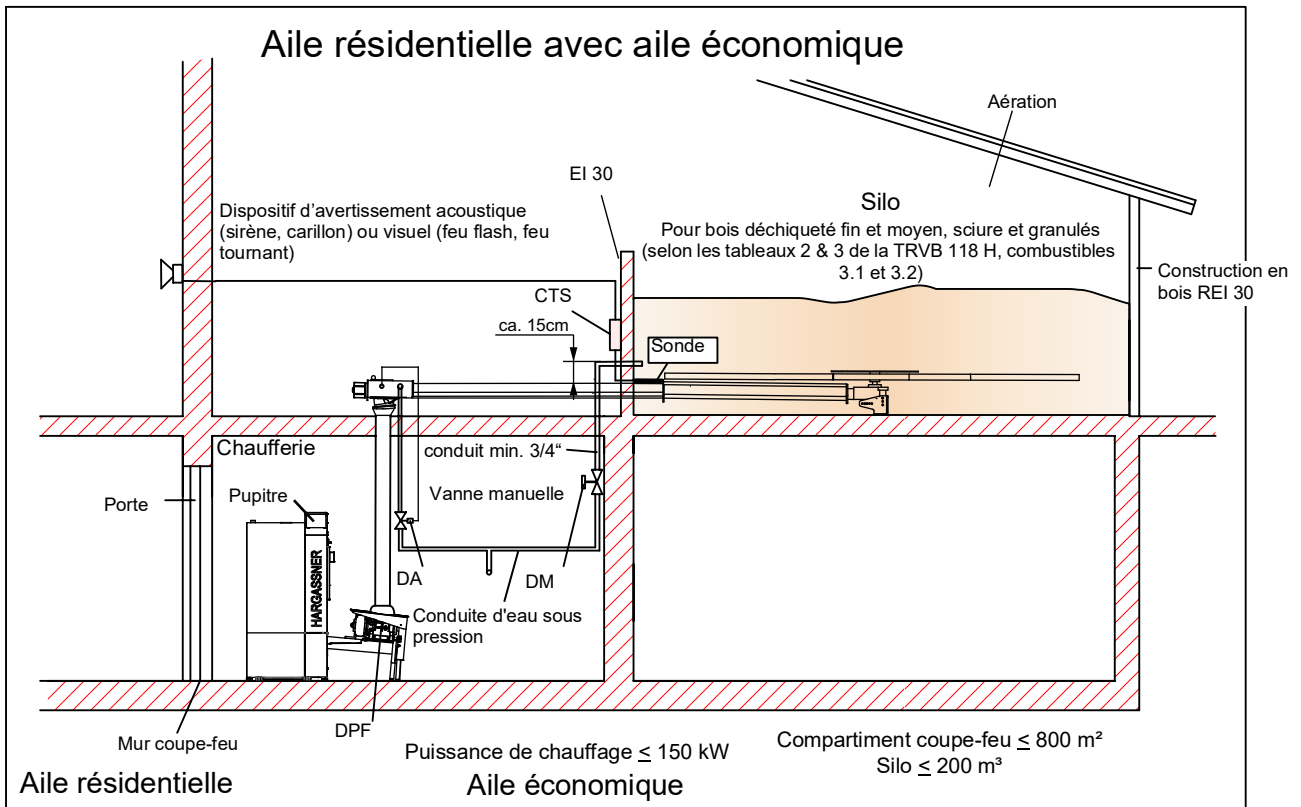 Aile résidentielle avec aile économique
Aération
EI 30
Dispositif d’avertissement acoustique
(sirène, carillon) ou visuel (feu flash, feu
tournant)
Silo
Pour bois déchiqueté fin et moyen, sciure et granulés
(selon les tableaux 2 & 3 de la TRVB 118 H, combustibles
3.1 et 3.2)
Construction en
bois REI 30
CTS
ca. 15cm
Sonde
Chaufferie
conduit min. 3/4“
Porte
Pupitre
Vanne manuelle
HARGASSNER
DA
DM
Conduite d'eau sous
pression
DPF
Mur coupe-feu
Puissance de chauffage ≤ 150 kW
Compartiment coupe-feu ≤ 800 m²
Silo ≤ 200 m³
Aile résidentielle
Aile économique